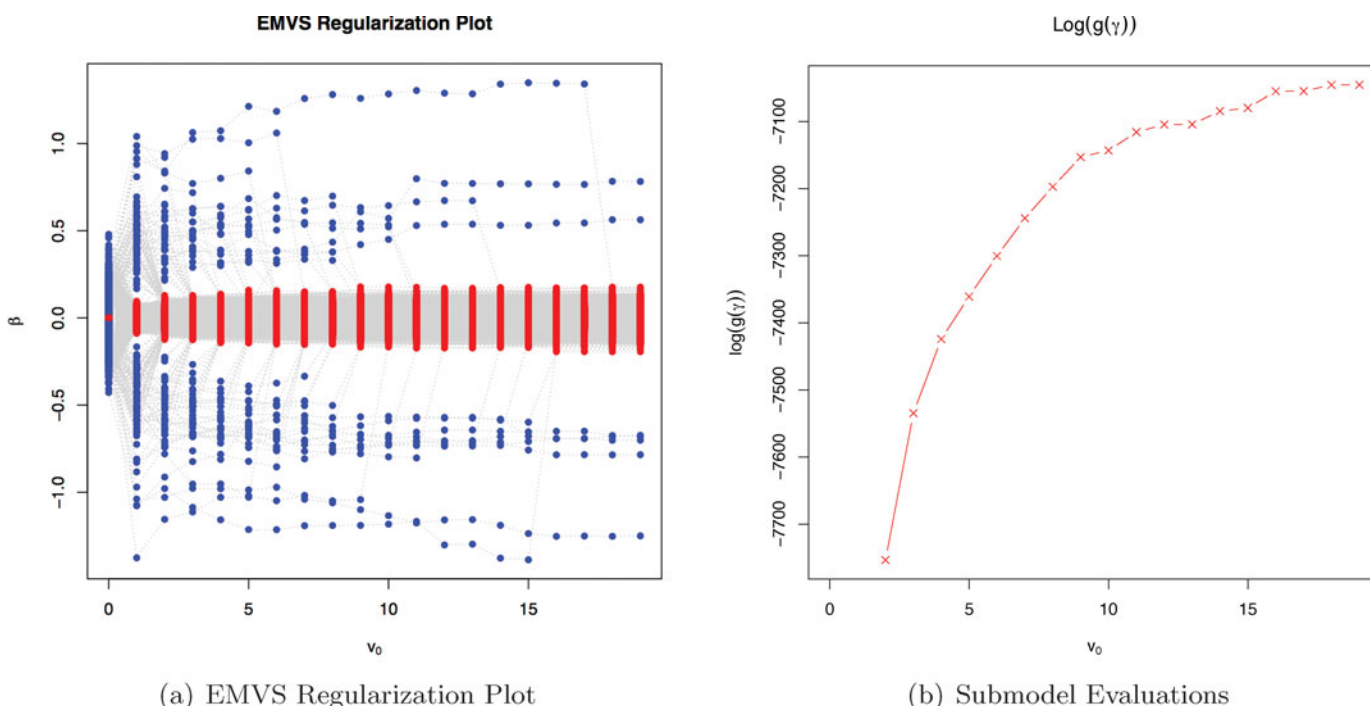 EMVS Regularization Plot
1.0
0.5
0.0
−0.5
−1.0
β
0 5 10 15
v₀
(a) EMVS Regularization Plot
Log(g(γ))
−7100
−7200
−7300
−7400
−7500
−7600
−7700
log(g(γ))
0 5 10 15
v₀
(b) Submodel Evaluations